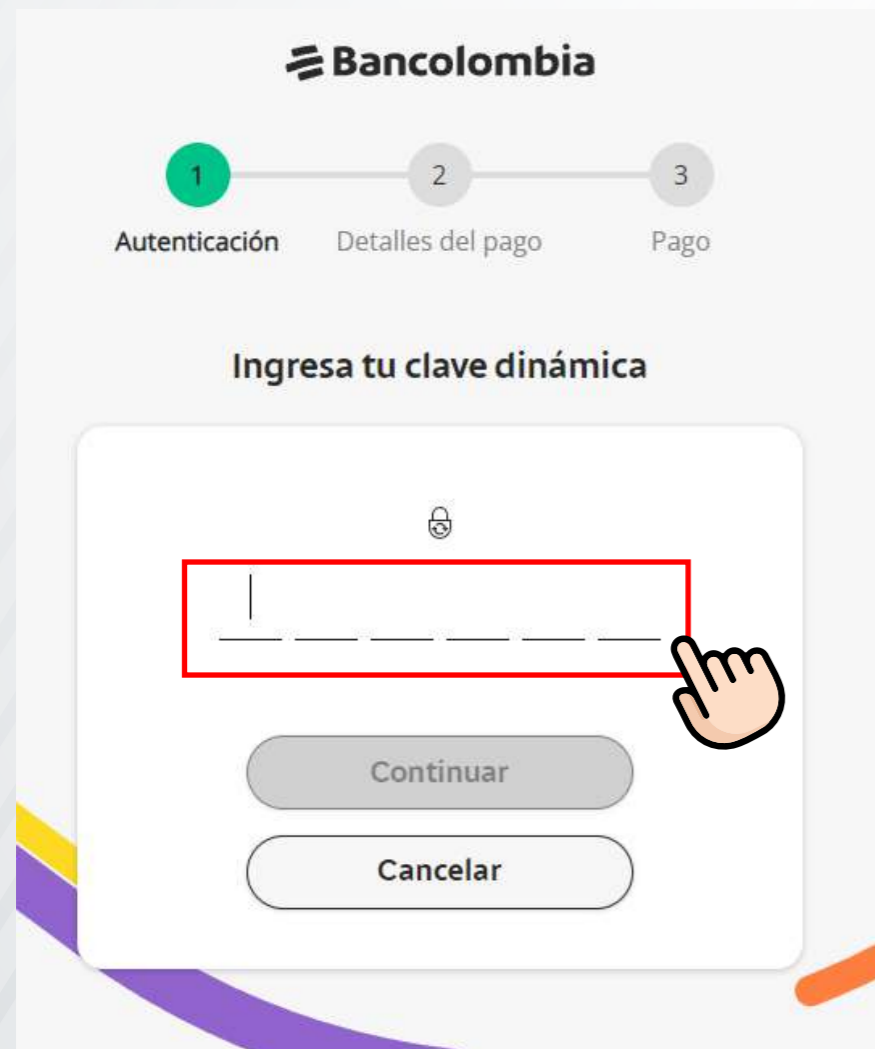 Bancolombia
1 2 3
Autenticación Detalles del pago Pago
Ingresa tu clave dinámica
Continuar
Cancelar